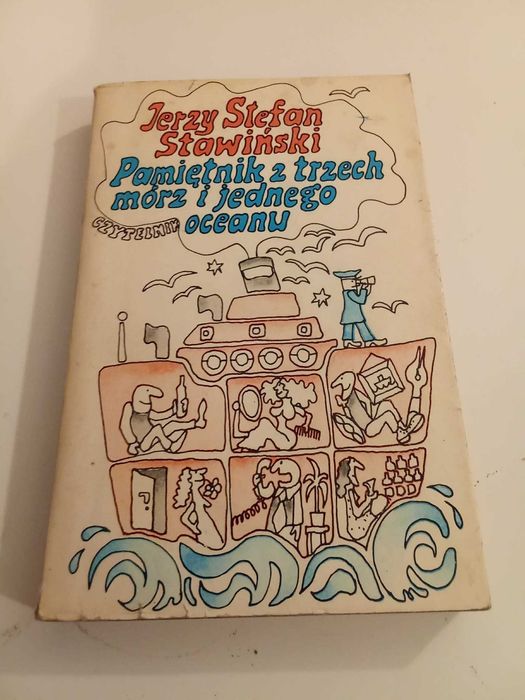 Jerzy Stefan
Stawiński
Pamiętnik z trzech
mórz i jednego
oceanu
CZYTELNIK
?